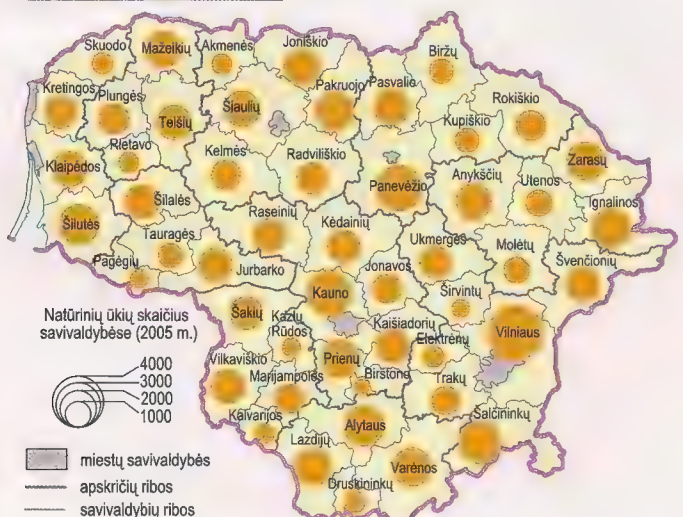 Skuodo
Mažeikių
Akmenės
Joniškio
Biržų
Kretingos
Plungės
Telšių
Šiaulių
Pakruojo
Pasvalio
Rokiškio
Kupiškio
Rietavo
Klaipėdos
Kelmės
Radviliškio
Panevėžio
Anykščių
Utenos
Zarasų
Ignalinos
Šilutės
Šilalės
Tauragės
Raseinių
Kėdainių
Ukmergės
Molėtų
Švenčionių
Pagėgių
Jurbarko
Jonavos
Širvintų
Kauno
Šakių
Kazlų
Rūdos
Kaišiadorių
Elektrėnų
Vilniaus
Natūrinių ūkių skaičius
savivaldybėse (2005 m.)
4000
3000
2000
1000
Vilkaviškio
Marijampolės
Prienų
Birštono
Trakų
Kalvarijos
Lazdijų
Alytaus
Šalčininkų
Varėnos
Druskininkų
miestų savivaldybės
apskričių ribos
savivaldybių ribos